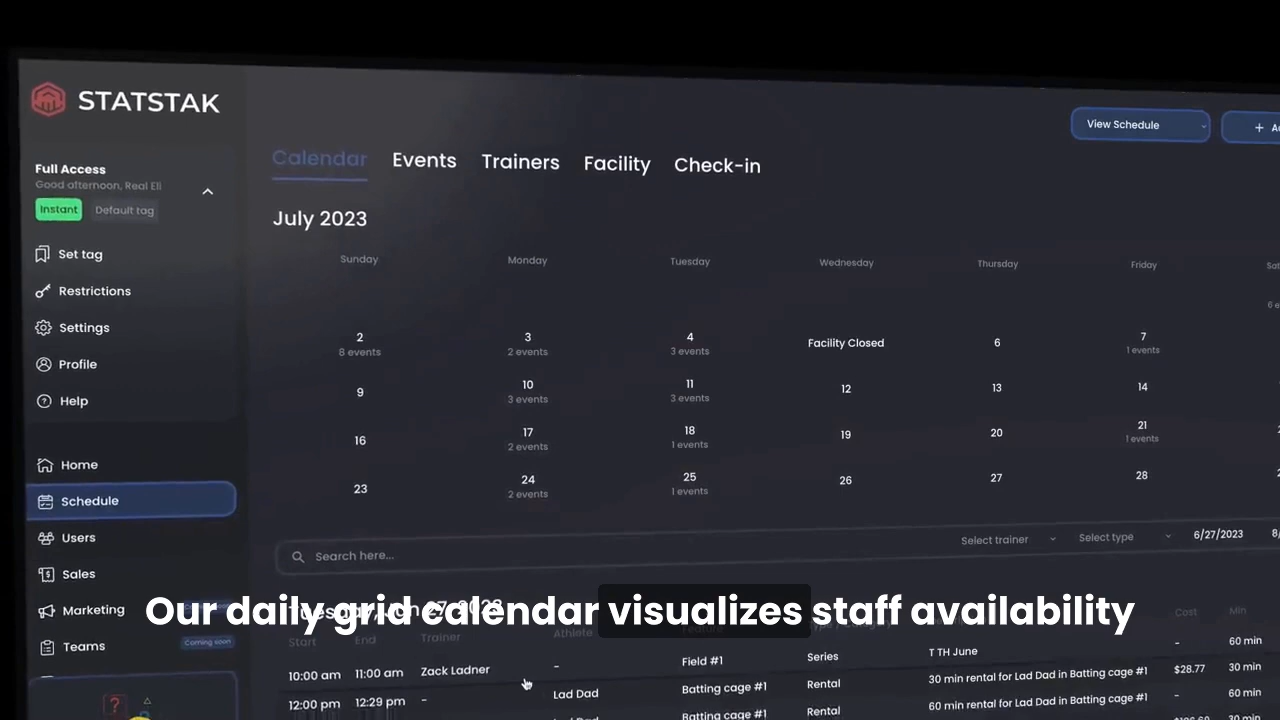 STATSTAK
View Schedule
Full Access
Good afternoon, Real Eli
Instant Default tag
Calendar Events Trainers Facility Check-in
July 2023
Set tag
Restrictions
Settings
Profile
Help
Home
Schedule
Users
Sales
Marketing
Teams Coming soon
Sunday Monday Tuesday Wednesday Thursday Friday
2 3 4 Facility Closed 6 7
8 events 2 events 3 events 1 events
9 10 11 12 13 14
3 events 3 events
16 17 18 19 20 21
2 events 1 events 1 events
23 24 25 26 27 28
2 events 1 events
Search here... Select trainer Select type 6/27/2023
Our daily grid calendar visualizes staff availability
Start End Trainer Athlete Cost Min
10:00 am 11:00 am Zack Ladner - Field #1 Series T TH June - 60 min
12:00 pm 12:29 pm - Lad Dad Batting cage #1 Rental 30 min rental for Lad Dad in Batting cage #1 $28.77 30 min
Batting cage #1 Rental 60 min rental for Lad Dad in Batting cage #1 - 60 min